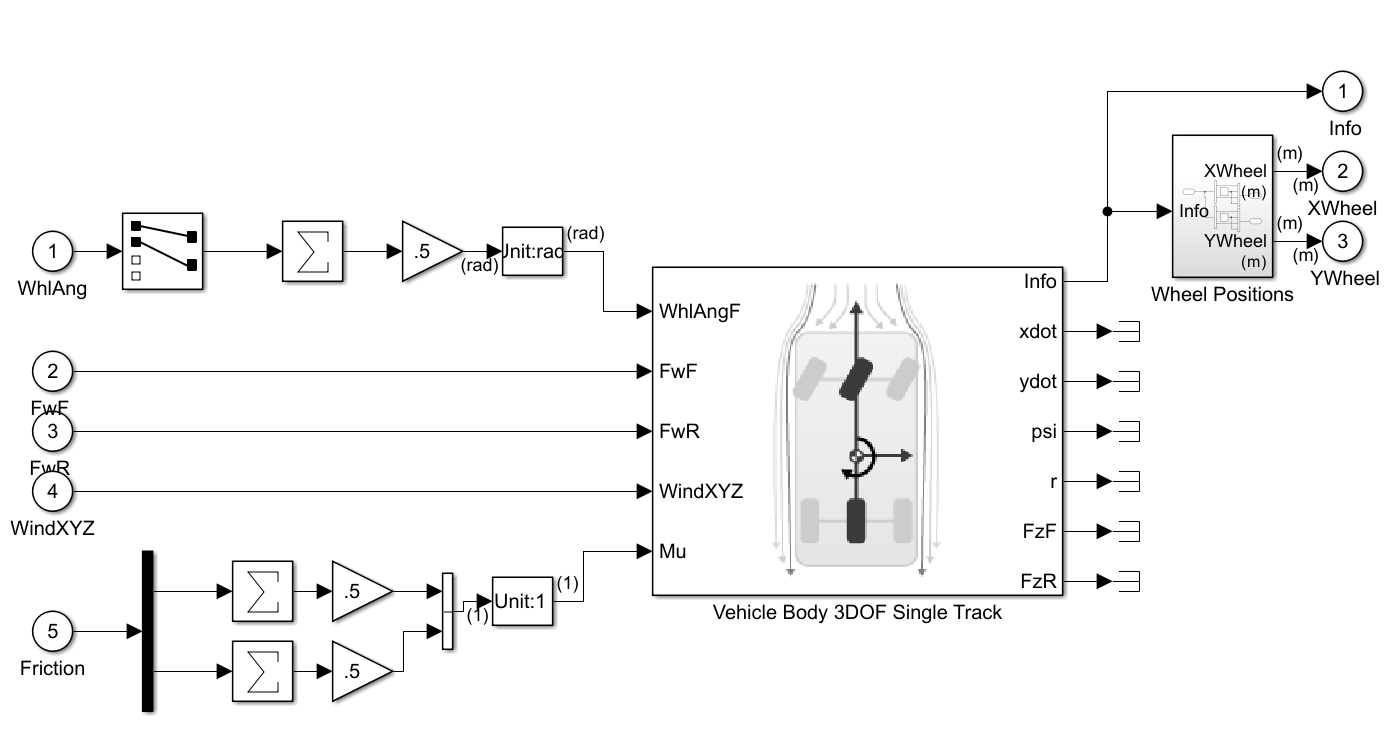 1
Info
(m)
XWheel
2
(m)
(m)
XWheel
Info
(m)
YWheel
3
(m)
(m)
YWheel
Wheel Positions
1
WhlAng
.5
(rad)
Unit:rad
(rad)
WhlAngF
Info
xdot
2
FwF
FwF
ydot
3
FwR
FwR
psi
4
WindXYZ
WindXYZ
r
Mu
FzF
FzR
Vehicle Body 3DOF Single Track
5
Friction
.5
.5
(1)
Unit:1
(1)